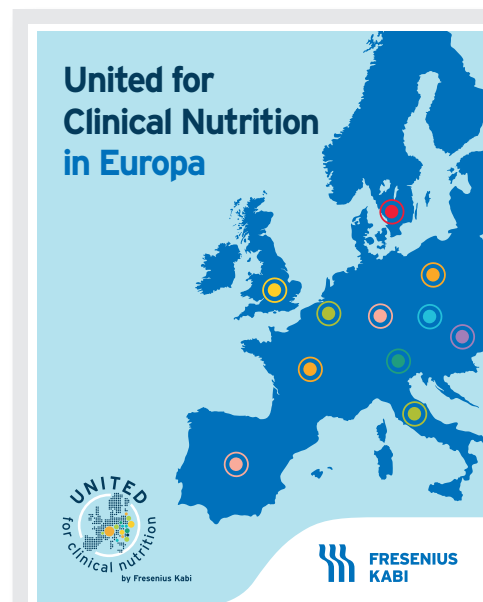 United for
Clinical Nutrition
in Europa
UNITED
for clinical nutrition
by Fresenius Kabi
FRESENIUS
KABI